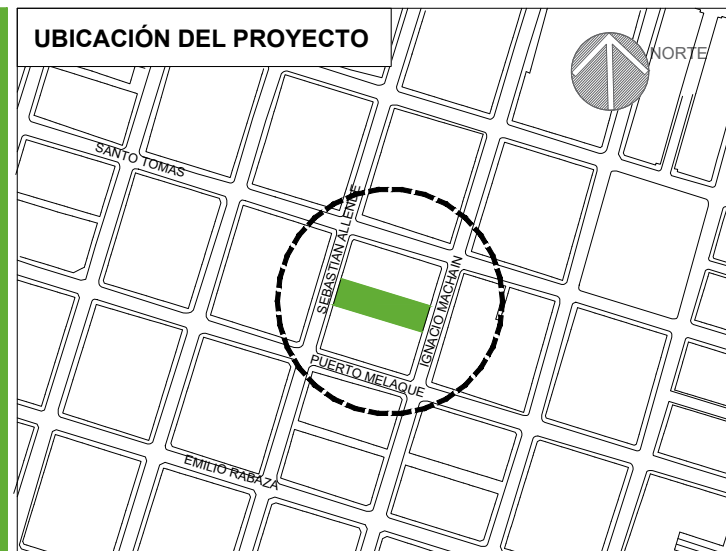 UBICACIÓN DEL PROYECTO
NORTE
SANTO TOMAS
SEBASTIAN ALLENDE
IGNACIO MACHAIN
PUERTO MELAQUE
EMILIO RABAZA